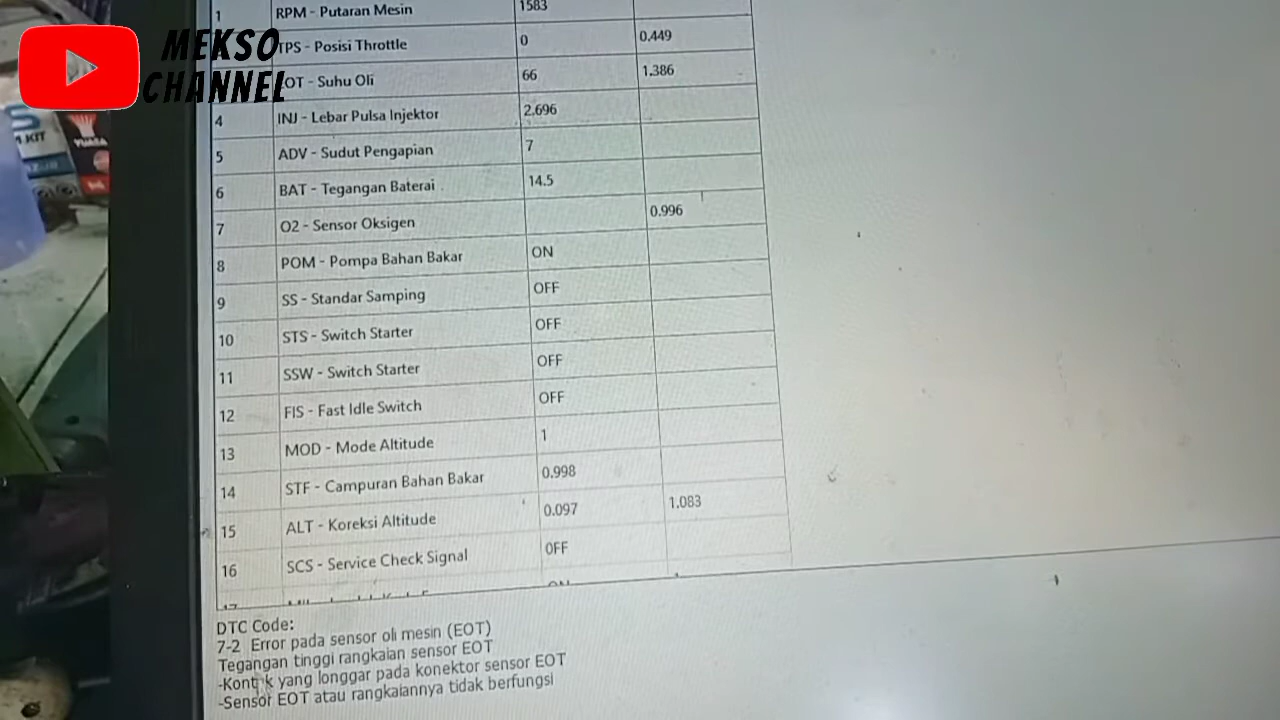 1 RPM - Putaran Mesin 1583
TPS - Posisi Throttle 0 0.449
EOT - Suhu Oli 66 1.386
4 INJ - Lebar Pulsa Injektor 2.696
5 ADV - Sudut Pengapian 7
6 BAT - Tegangan Baterai 14.5
7 O2 - Sensor Oksigen 0.996
8 POM - Pompa Bahan Bakar ON
9 SS - Standar Samping OFF
10 STS - Switch Starter OFF
11 SSW - Switch Starter OFF
12 FIS - Fast Idle Switch OFF
13 MOD - Mode Altitude 1
14 STF - Campuran Bahan Bakar 0.998
15 ALT - Koreksi Altitude 0.097 1.083
16 SCS - Service Check Signal OFF
DTC Code:
7-2 Error pada sensor oli mesin (EOT)
Tegangan tinggi rangkaian sensor EOT
-Kontak yang longgar pada konektor sensor EOT
-Sensor EOT atau rangkaiannya tidak berfungsi
MEKSO
CHANNEL
KIT
YUASA